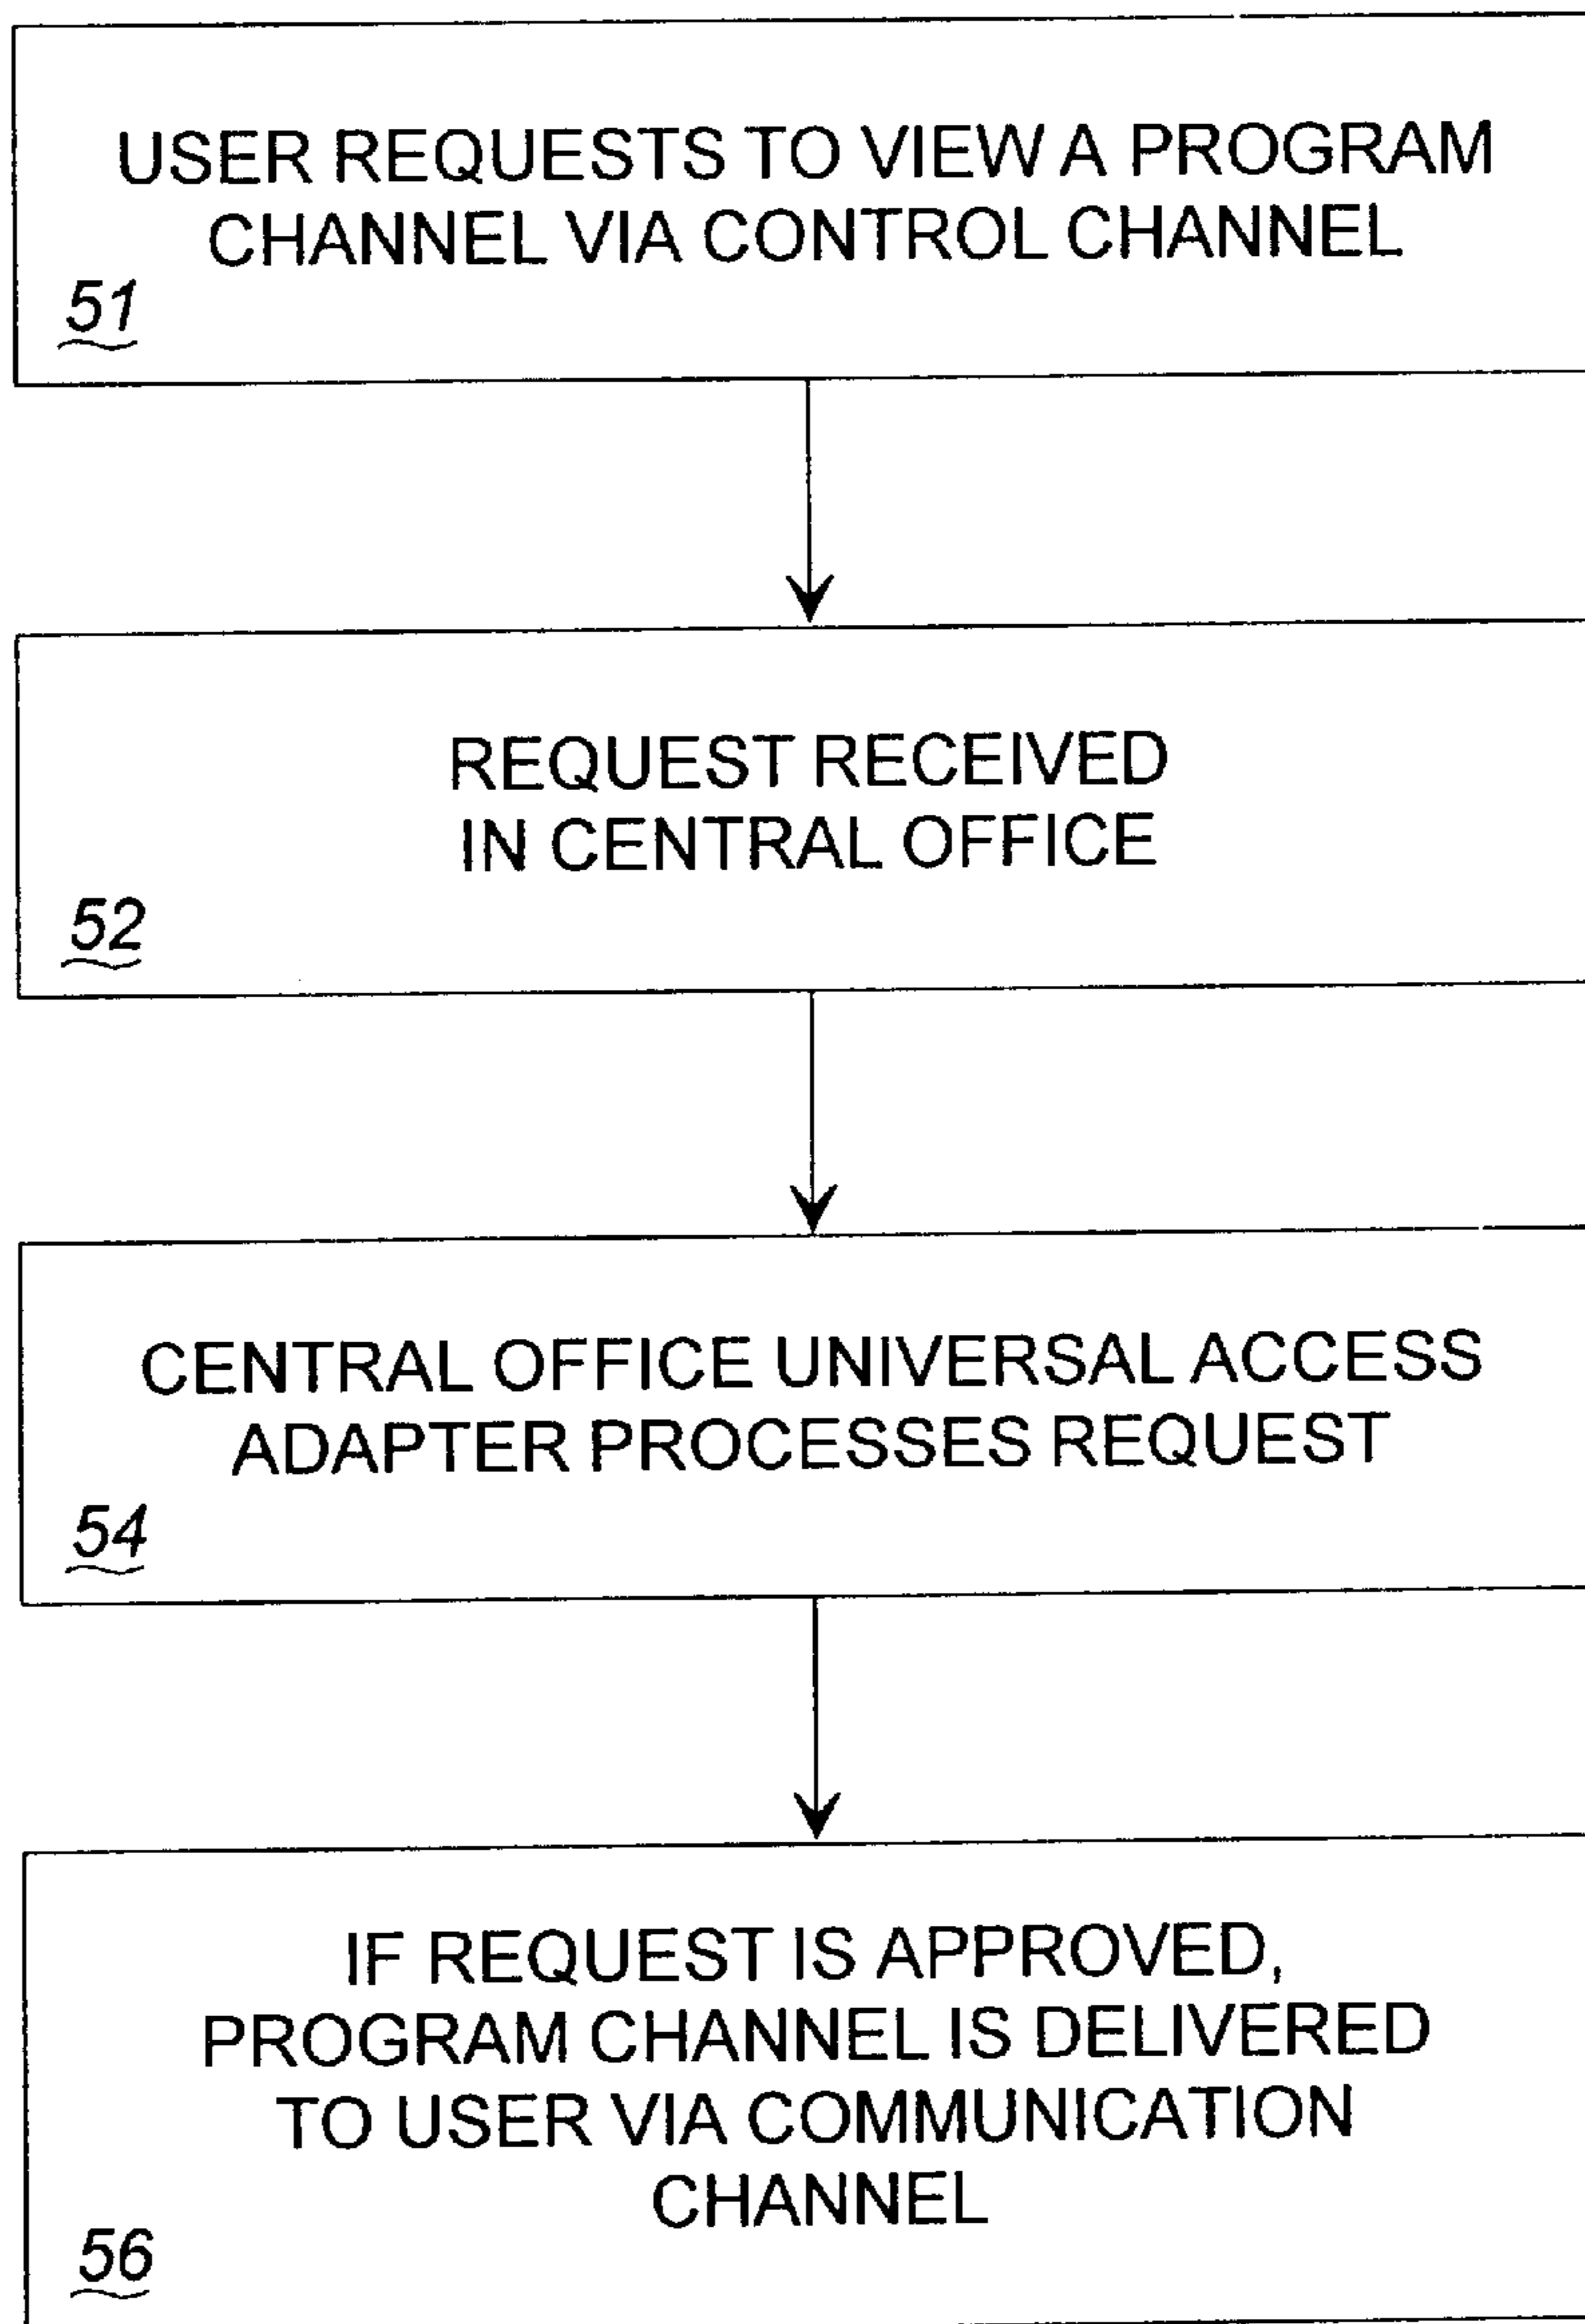 USER REQUESTS TO VIEW A PROGRAM
CHANNEL VIA CONTROL CHANNEL
51
REQUEST RECEIVED
IN CENTRAL OFFICE
52
CENTRAL OFFICE UNIVERSAL ACCESS
ADAPTER PROCESSES REQUEST
54
IF REQUEST IS APPROVED,
PROGRAM CHANNEL IS DELIVERED
TO USER VIA COMMUNICATION
CHANNEL
56